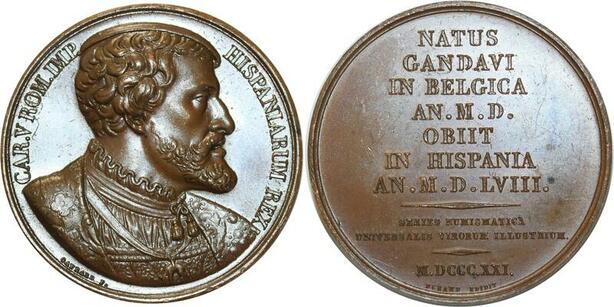 CAR.V ROM.IMP.
HISPANIARUM REX.
NATUS
GANDAVI
IN BELGICA
AN.M.D.
OBIIT
IN HISPANIA
AN.M.D.LVIII.
SERIES NUMISMATICA
UNIVERSALIS VIRORUM ILLUSTRIUM.
M.DCCC.XXI.
DURAND EDIDIT